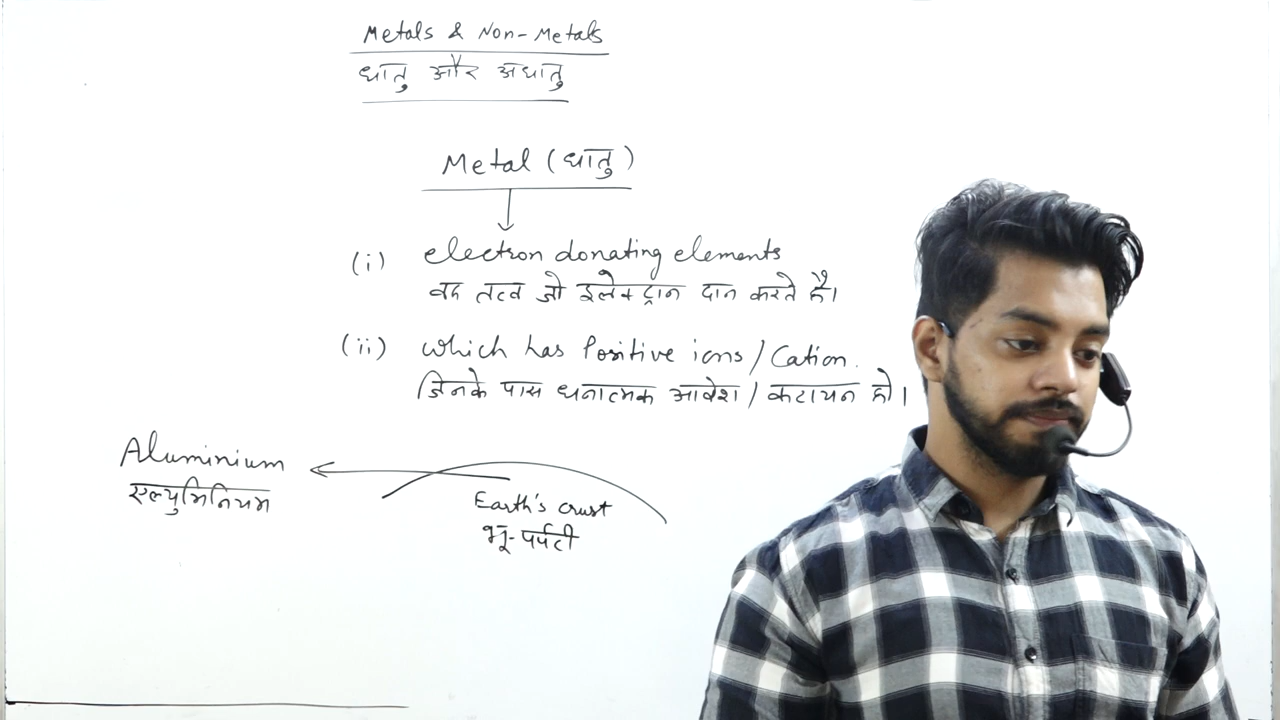 Metals & Non-Metals
धातु और अधातु
Metal (धातु)
(i) electron donating elements
वह तत्व जो इलेक्ट्रान दान करते हैं।
(ii) which has Positive ions / Cation.
जिनके पास धनात्मक आवेश / कटायन हो।
Aluminium
एल्युमिनियम
Earth's crust
भू-पर्पटी